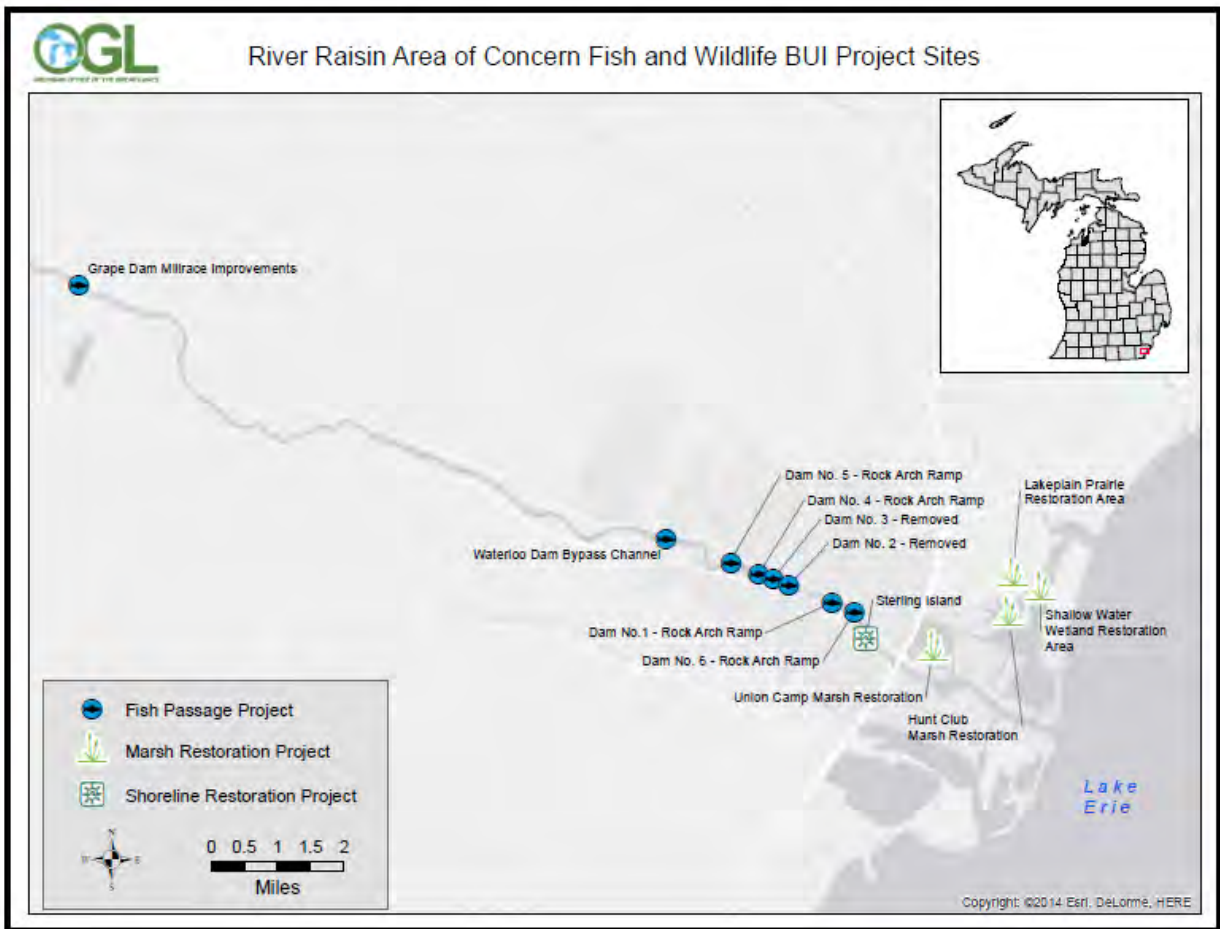 OGL
MICHIGAN OFFICE OF THE GREAT LAKES
River Raisin Area of Concern Fish and Wildlife BUI Project Sites
Grape Dam Millrace Improvements
Dam No. 5 - Rock Arch Ramp
Dam No. 4 - Rock Arch Ramp
Dam No. 3 - Removed
Dam No. 2 - Removed
Lakeplain Prairie
Restoration Area
Waterloo Dam Bypass Channel
Sterling Island
Shallow Water
Wetland Restoration
Area
Dam No.1 - Rock Arch Ramp
Dam No. 6 - Rock Arch Ramp
Union Camp Marsh Restoration
Hunt Club
Marsh Restoration
Lake
Erie
Fish Passage Project
Marsh Restoration Project
Shoreline Restoration Project
N
W E
S
0 0.5 1 1.5 2
Miles
Copyright: ©2014 Esri, DeLorme, HERE